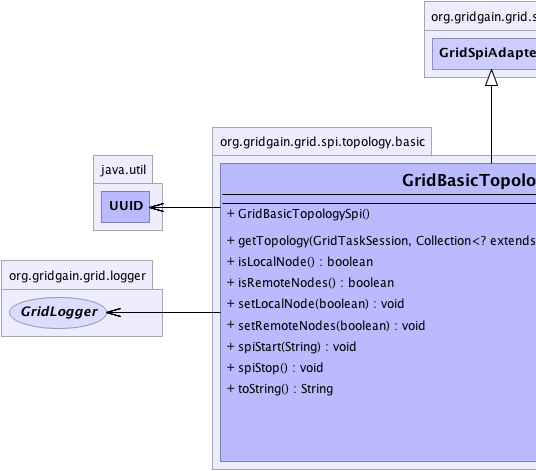 org.gridgain.grid.s
GridSpiAdapte
org.gridgain.grid.spi.topology.basic
java.util
UUID
GridBasicTopolo
+ GridBasicTopologySpi()
+ getTopology(GridTaskSession, Collection<? extends
+ isLocalNode() : boolean
+ isRemoteNodes() : boolean
+ setLocalNode(boolean) : void
+ setRemoteNodes(boolean) : void
+ spiStart(String) : void
+ spiStop() : void
+ toString() : String
org.gridgain.grid.logger
GridLogger